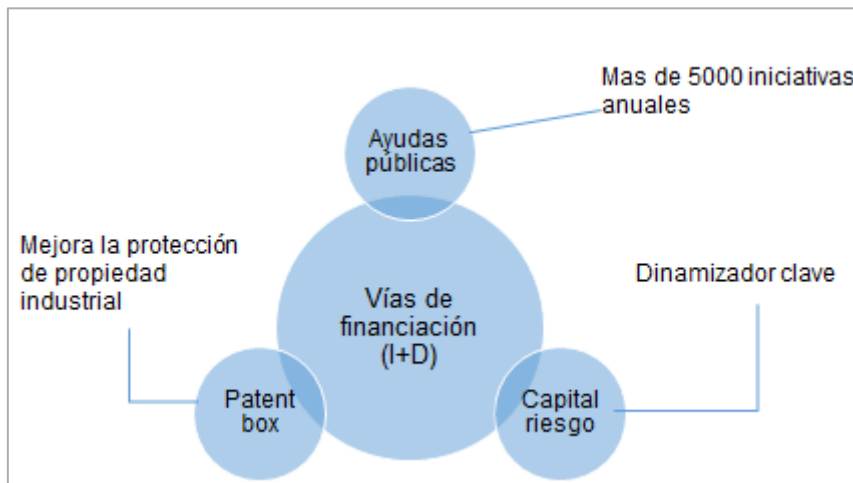 Mas de 5000 iniciativas
anuales
Ayudas
públicas
Mejora la protección
de propiedad
industrial
Vías de
financiación
(I+D)
Dinamizador clave
Patent
box
Capital
riesgo